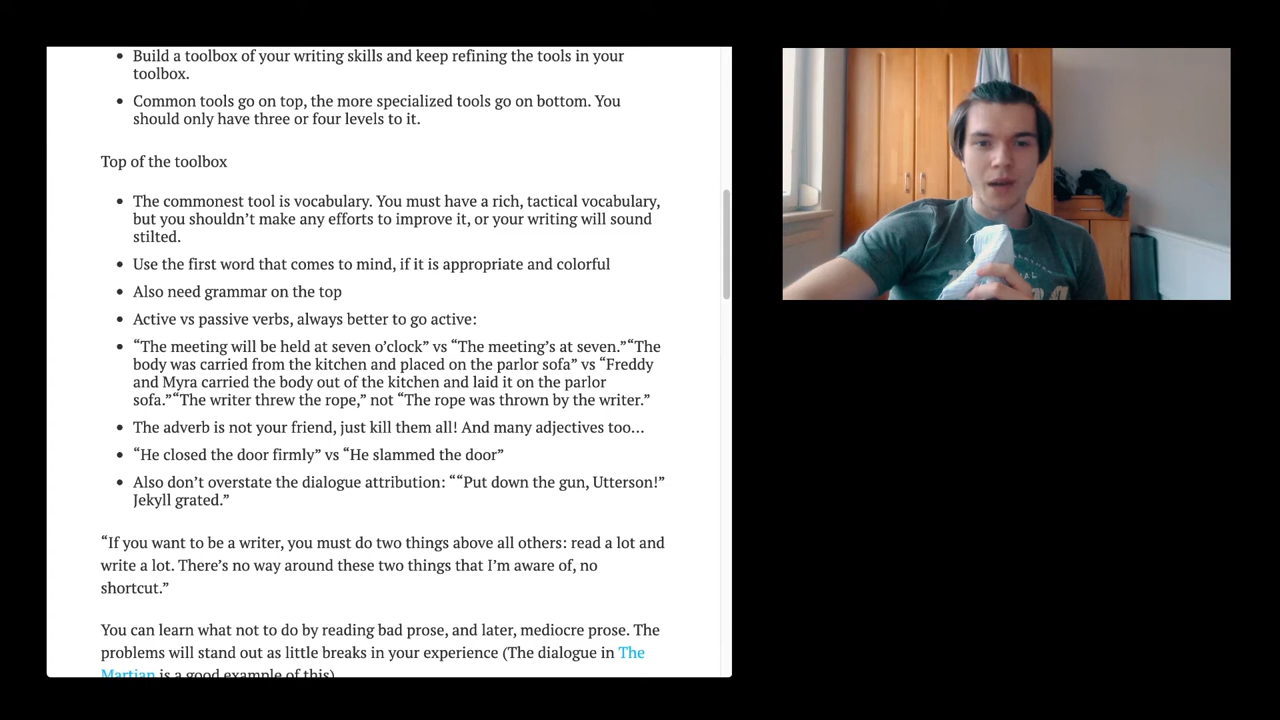 Build a toolbox of your writing skills and keep refining the tools in your
toolbox.
Common tools go on top, the more specialized tools go on bottom. You
should only have three or four levels to it.
Top of the toolbox
The commonest tool is vocabulary. You must have a rich, tactical vocabulary,
but you shouldn’t make any efforts to improve it, or your writing will sound
stilted.
Use the first word that comes to mind, if it is appropriate and colorful
Also need grammar on the top
Active vs passive verbs, always better to go active:
“The meeting will be held at seven o’clock” vs “The meeting’s at seven.”“The
body was carried from the kitchen and placed on the parlor sofa” vs “Freddy
and Myra carried the body out of the kitchen and laid it on the parlor
sofa.”“The writer threw the rope,” not “The rope was thrown by the writer.”
The adverb is not your friend, just kill them all! And many adjectives too…
“He closed the door firmly” vs “He slammed the door”
Also don’t overstate the dialogue attribution: ““Put down the gun, Utterson!”
Jekyll grated.”
“If you want to be a writer, you must do two things above all others: read a lot and
write a lot. There’s no way around these two things that I’m aware of, no
shortcut.”
You can learn what not to do by reading bad prose, and later, mediocre prose. The
problems will stand out as little breaks in your experience (The dialogue in The
Martian is a good example of this)